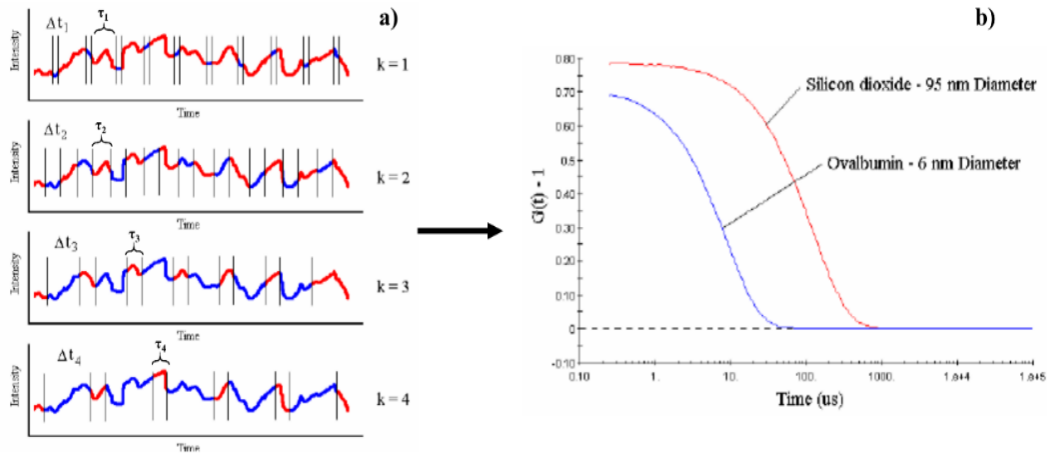 a)
Δt1
τ1
Intensity
Time
k = 1
Δt2
τ2
Intensity
Time
k = 2
Δt3
τ3
Intensity
Time
k = 3
Δt4
τ4
Intensity
Time
k = 4
b)
0.80
0.70
0.60
0.5
0.40
0.30
0.20
0.10
0
-0.10
G(t) - 1
Silicon dioxide - 95 nm Diameter
Ovalbumin - 6 nm Diameter
0.10 1. 10. 100. 1000. 1.044 1.045
Time (us)